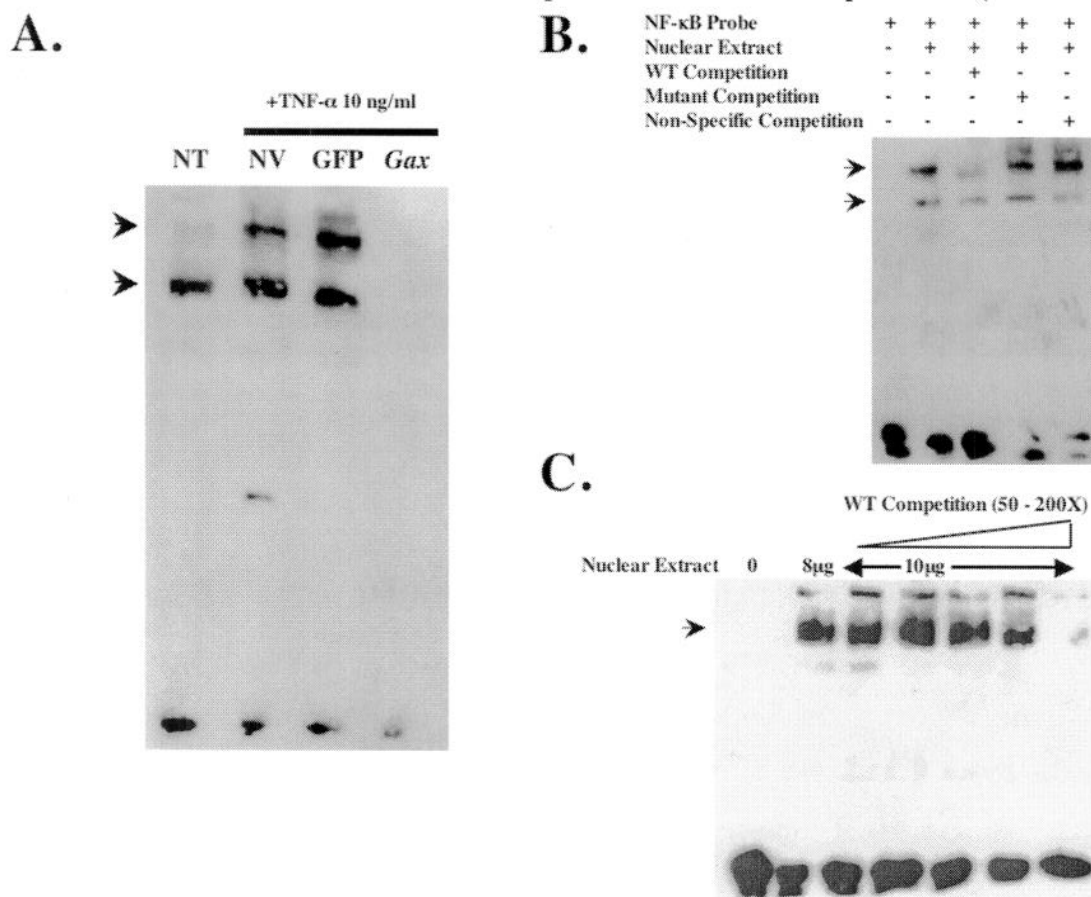 A.
+TNF-α 10 ng/ml
NT NV GFP Gax
B.
NF-κB Probe + + + + +
Nuclear Extract - + + + +
WT Competition - - + - -
Mutant Competition - - - + -
Non-Specific Competition - - - - +
C.
WT Competition (50 - 200X)
Nuclear Extract 0 8μg 10μg